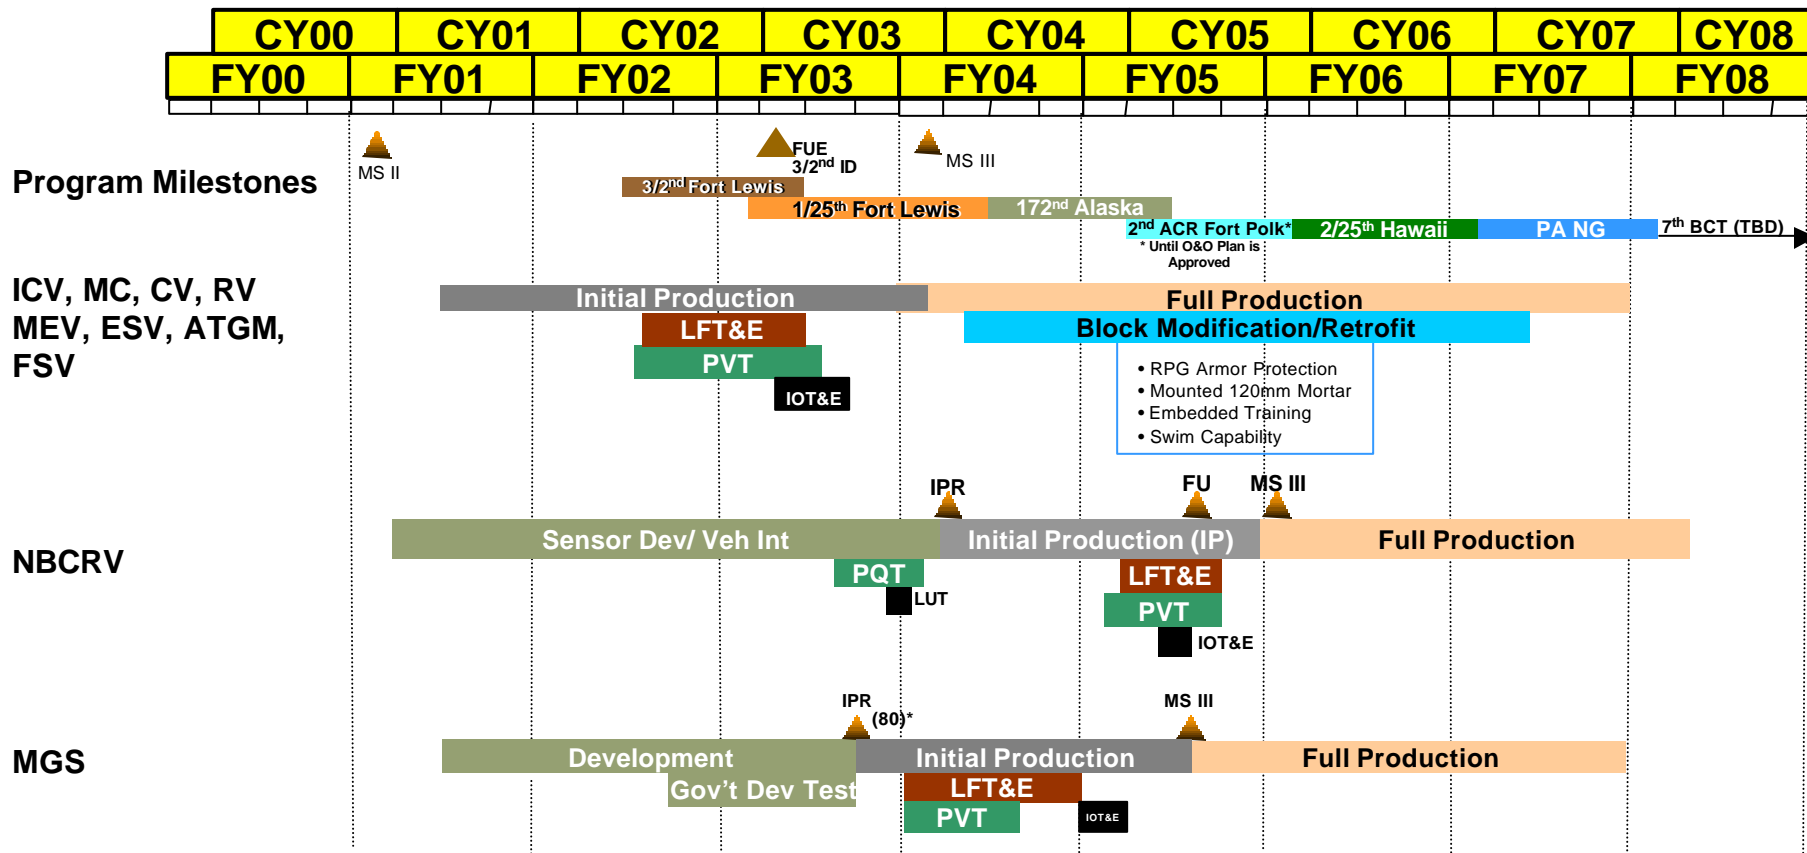 CY00 CY01 CY02 CY03 CY04 CY05 CY06 CY07 CY08
FY00 FY01 FY02 FY03 FY04 FY05 FY06 FY07 FY08
Program Milestones
MS II
FUE
3/2nd ID
MS III
3/2nd Fort Lewis
1/25th Fort Lewis
172nd Alaska
2nd ACR Fort Polk*
* Until O&O Plan is
Approved
2/25th Hawaii
PA NG
7th BCT (TBD)
ICV, MC, CV, RV
MEV, ESV, ATGM,
FSV
Initial Production
Full Production
LFT&E
Block Modification/Retrofit
PVT
IOT&E
• RPG Armor Protection
• Mounted 120mm Mortar
• Embedded Training
• Swim Capability
NBCRV
IPR
FU
MS III
Sensor Dev/ Veh Int
Initial Production (IP)
Full Production
PQT
LFT&E
LUT
PVT
IOT&E
MGS
IPR
(80)*
MS III
Development
Initial Production
Full Production
Gov't Dev Test
LFT&E
PVT
IOT&E